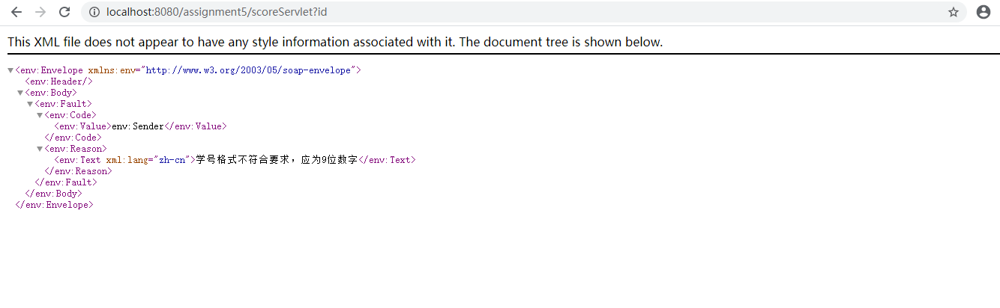 localhost:8080/assignment5/scoreServlet?id
This XML file does not appear to have any style information associated with it. The document tree is shown below.
<env:Envelope xmlns:env="http://www.w3.org/2003/05/soap-envelope">
<env:Header/>
<env:Body>
<env:Fault>
<env:Code>
<env:Value>env:Sender</env:Value>
</env:Code>
<env:Reason>
<env:Text xml:lang="zh-cn">学号格式不符合要求，应为9位数字</env:Text>
</env:Reason>
</env:Fault>
</env:Body>
</env:Envelope>